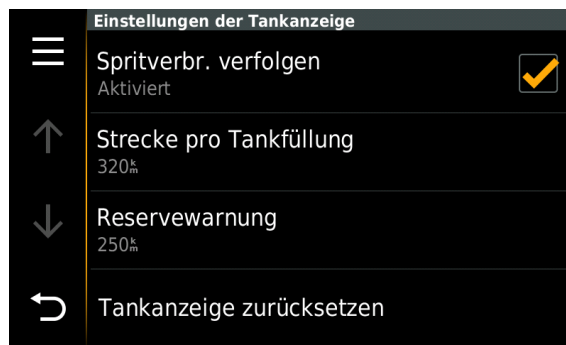 Einstellungen der Tankanzeige
Spritverbr. verfolgen
Aktiviert
Strecke pro Tankfüllung
320km
Reservewarnung
250km
Tankanzeige zurücksetzen